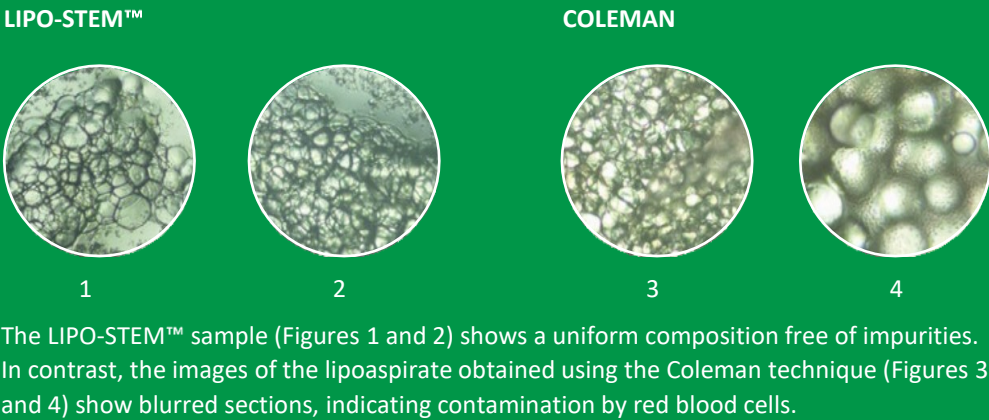 LIPO-STEM™ COLEMAN
1 2 3 4
The LIPO-STEM™ sample (Figures 1 and 2) shows a uniform composition free of impurities.
In contrast, the images of the lipoaspirate obtained using the Coleman technique (Figures 3
and 4) show blurred sections, indicating contamination by red blood cells.